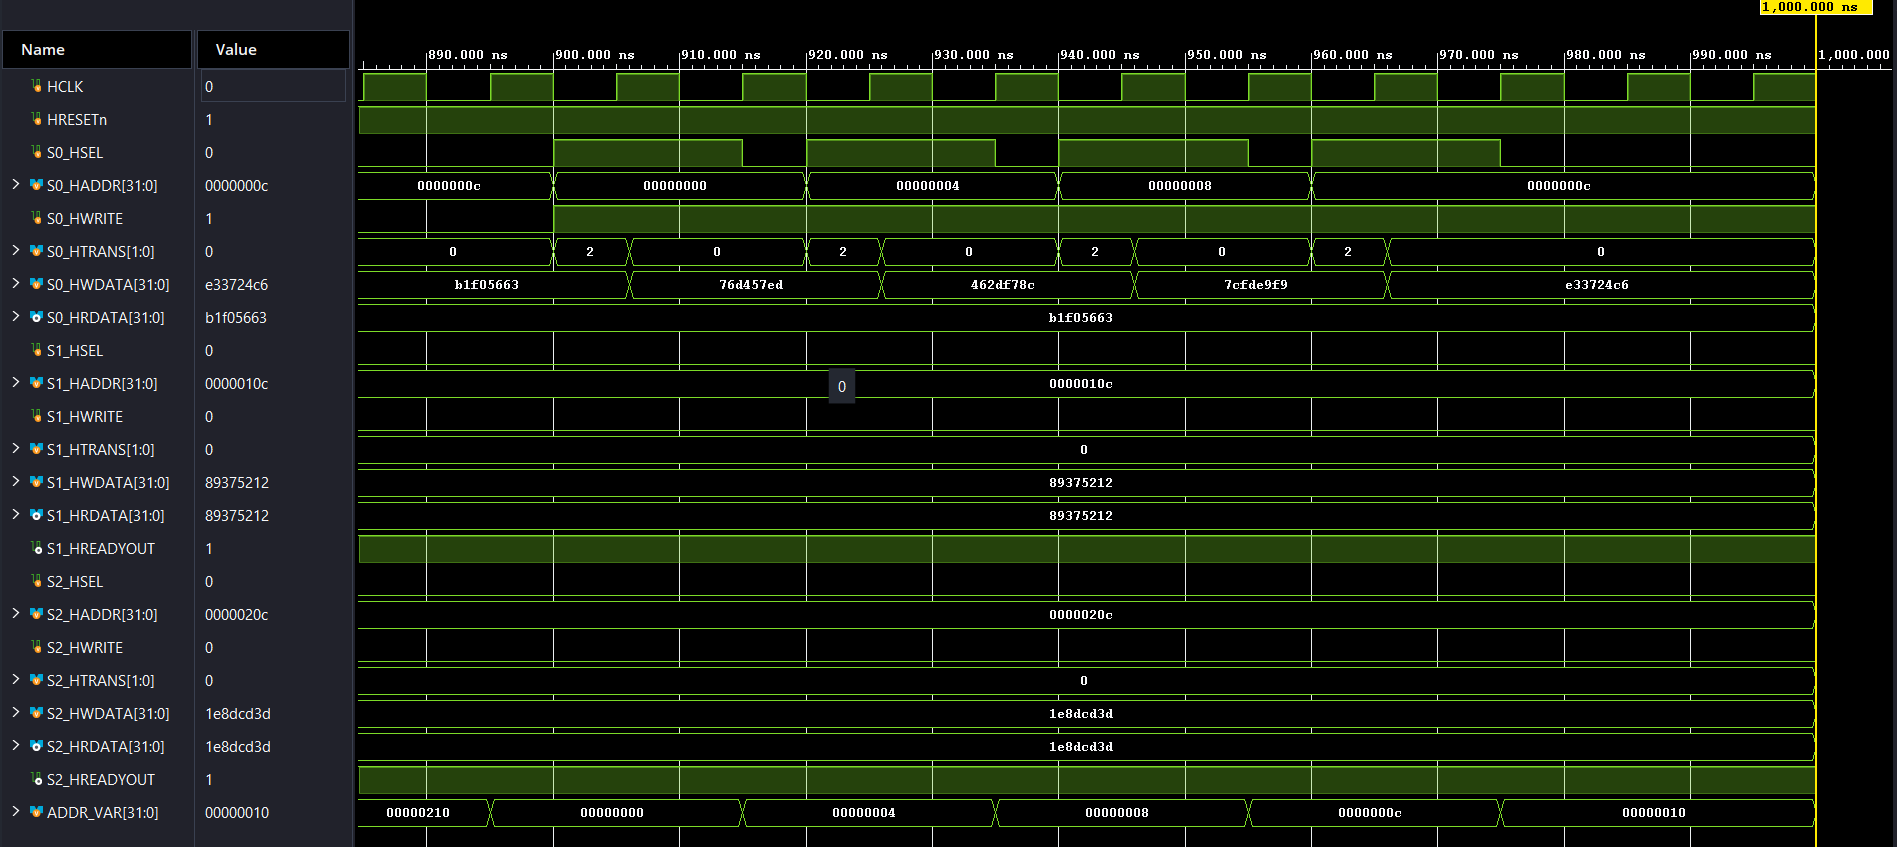 1,000.000 ns
Name Value
890.000 ns 900.000 ns 910.000 ns 920.000 ns 930.000 ns 940.000 ns 950.000 ns 960.000 ns 970.000 ns 980.000 ns 990.000 ns 1,000.000
HCLK 0
HRESETn 1
S0_HSEL 0
S0_HADDR[31:0] 0000000c 0000000c 00000000 00000004 00000008 0000000c
S0_HWRITE 1
S0_HTRANS[1:0] 0 0 2 0 2 0 2 0 2 0
S0_HWDATA[31:0] e33724c6 b1f05663 76d457ed 462df78c 7cfde9f9 e33724c6
S0_HRDATA[31:0] b1f05663 b1f05663
S1_HSEL 0
S1_HADDR[31:0] 0000010c 0 0000010c
S1_HWRITE 0
S1_HTRANS[1:0] 0 0
S1_HWDATA[31:0] 89375212 89375212
S1_HRDATA[31:0] 89375212 89375212
S1_HREADYOUT 1
S2_HSEL 0
S2_HADDR[31:0] 0000020c 0000020c
S2_HWRITE 0
S2_HTRANS[1:0] 0 0
S2_HWDATA[31:0] 1e8dcd3d 1e8dcd3d
S2_HRDATA[31:0] 1e8dcd3d 1e8dcd3d
S2_HREADYOUT 1
ADDR_VAR[31:0] 00000010 00000210 00000000 00000004 00000008 0000000c 00000010